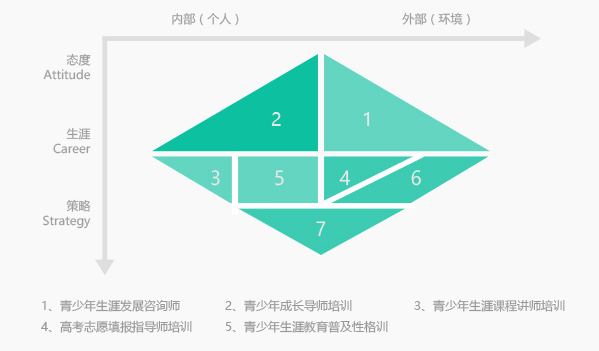 内部（个人） 外部（环境）
态度
Attitude
2 1
生涯
Career
3 5 4 6
策略
Strategy
7
1、青少年生涯发展咨询师 2、青少年成长导师培训 3、青少年生涯课程讲师培训
4、高考志愿填报指导师培训 5、青少年生涯教育普及性格训